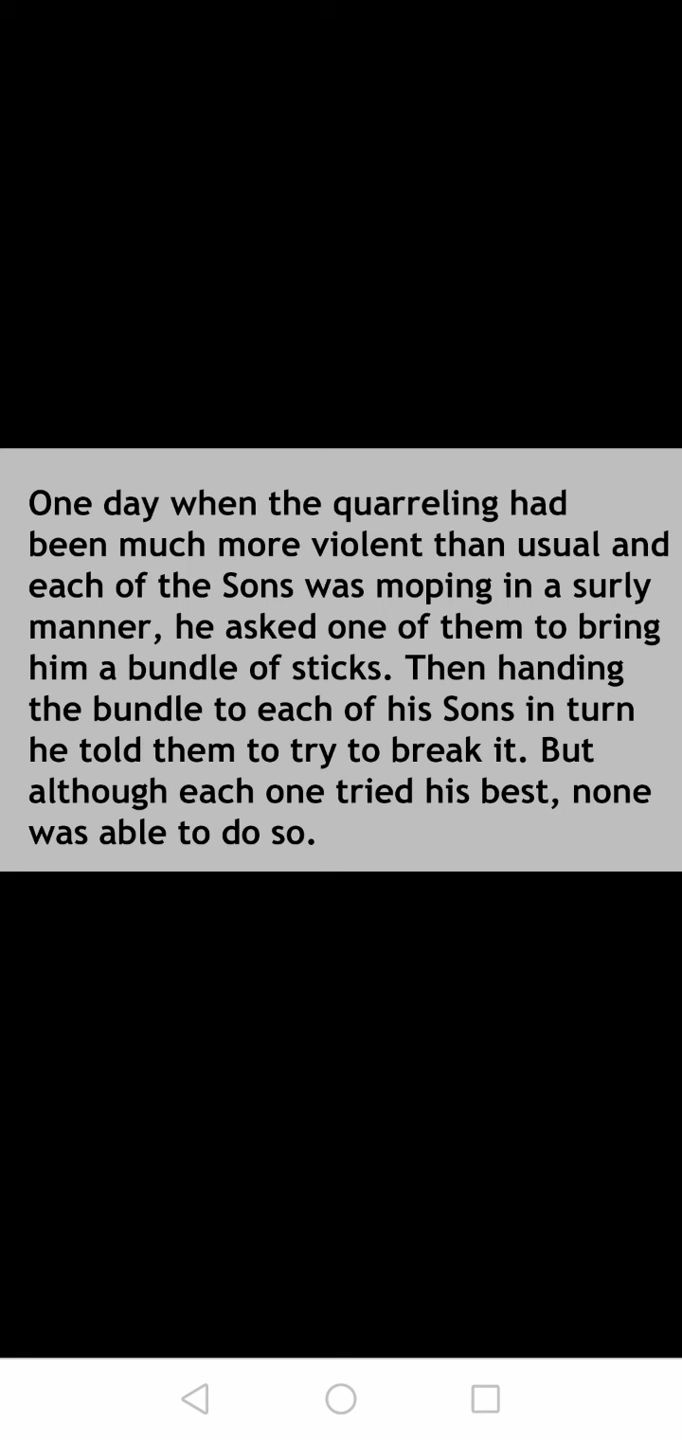 One day when the quarreling had
been much more violent than usual and
each of the Sons was moping in a surly
manner, he asked one of them to bring
him a bundle of sticks. Then handing
the bundle to each of his Sons in turn
he told them to try to break it. But
although each one tried his best, none
was able to do so.